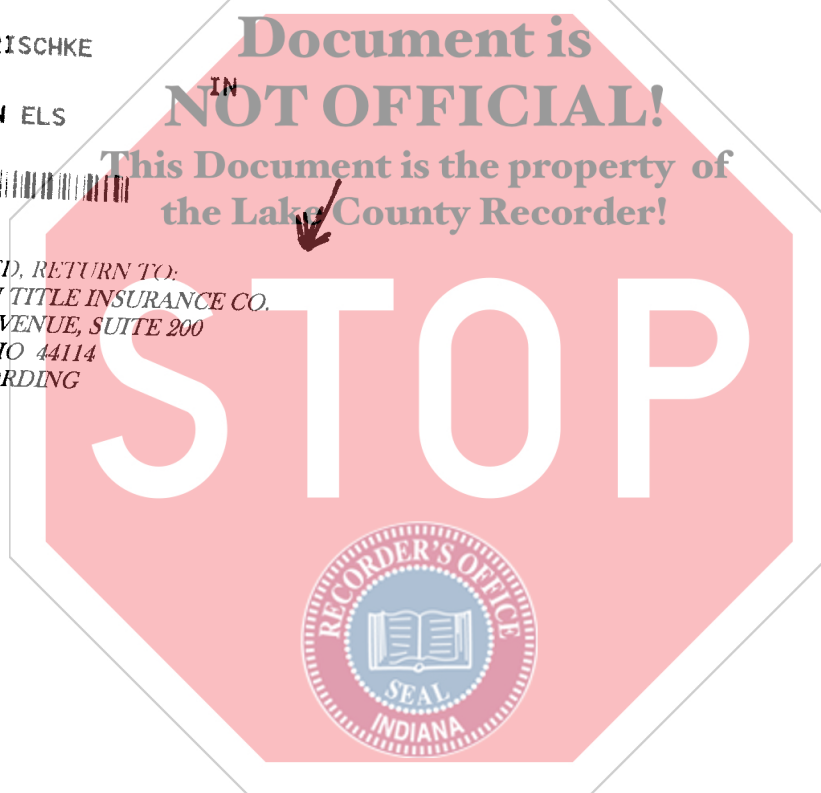 Document is
RISCHKE
IN
NOT OFFICIAL!
N ELS
This Document is the property of
the Lake County Recorder!
D, RETURN TO:
TITLE INSURANCE CO.
VENUE, SUITE 200
IO 44114
RDING
STOP
RECORDER'S OFFICE
SEAL
INDIANA